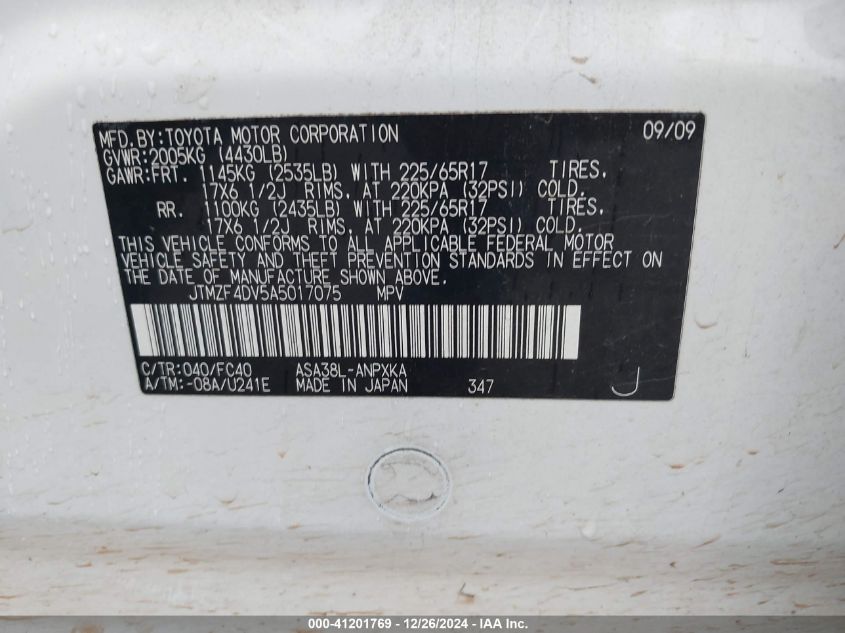 MFD.BY:TOYOTA MOTOR CORPORATION 09/09
GVWR:2005KG (4430LB)
GAWR:FRT. 1145KG (2535LB) WITH 225/65R17 TIRES.
17X6 1/2J RIMS. AT 220KPA (32PSI) COLD.
RR. 1100KG (2435LB) WITH 225/65R17 TIRES.
17X6 1/2J RIMS. AT 220KPA (32PSI) COLD.
THIS VEHICLE CONFORMS TO ALL APPLICABLE FEDERAL MOTOR
VEHICLE SAFETY AND THEFT PREVENTION STANDARDS IN EFFECT ON
THE DATE OF MANUFACTURE SHOWN ABOVE.
JTMZF4DV5A5017075 MPV
C/TR:040/FC40 ASA38L-ANPXKA
A/TM:-08A/U241E MADE IN JAPAN 347 J
000-41201769 - 12/26/2024 - IAA Inc.